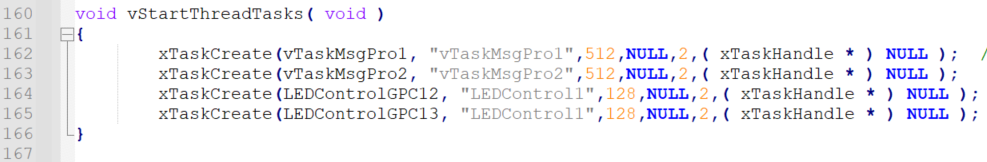 160 void vStartThreadTasks( void )
161 {
162 xTaskCreate(vTaskMsgPro1, "vTaskMsgPro1",512,NULL,2,( xTaskHandle * ) NULL ); /
163 xTaskCreate(vTaskMsgPro2, "vTaskMsgPro2",512,NULL,2,( xTaskHandle * ) NULL );
164 xTaskCreate(LEDControlGPC12, "LEDControl1",128,NULL,2,( xTaskHandle * ) NULL );
165 xTaskCreate(LEDControlGPC13, "LEDControl1",128,NULL,2,( xTaskHandle * ) NULL );
166 }
167